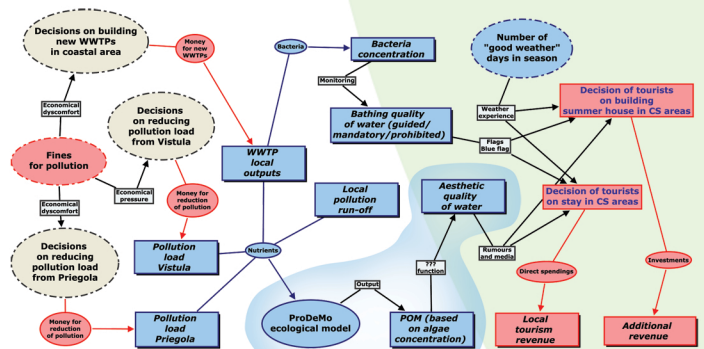 Decisions on building
new WWTPs
in coastal area
Money
for new
WWTPs
Bacteria
Bacteria
concentration
Number of
"good weather"
days in season
Monitoring
Economical
dyscomfort
Decisions
on reducing
pollution load
from Vistula
Bathing quality
of water (guided/
mandatory/prohibited)
Weather
experience
Decision of tourists
on building
summer house in CS areas
Flags
Blue flag
Fines
for pollution
WWTP
local
outputs
Economical
pressure
Local
pollution
run-off
Aesthetic
quality
of water
Decision of tourists
on stay in CS areas
Money for
reduction
of pollution
Economical
dyscomfort
Decisions
on reducing
pollution load
from Priegola
Pollution
load
Vistula
Nutrients
Rumours
and media
???
function
Direct spendings
Investments
Output
ProDeMo
ecological model
POM (based
on algae
concentration)
Money for
reduction
of pollution
Pollution
load
Priegola
Local
tourism
revenue
Additional
revenue